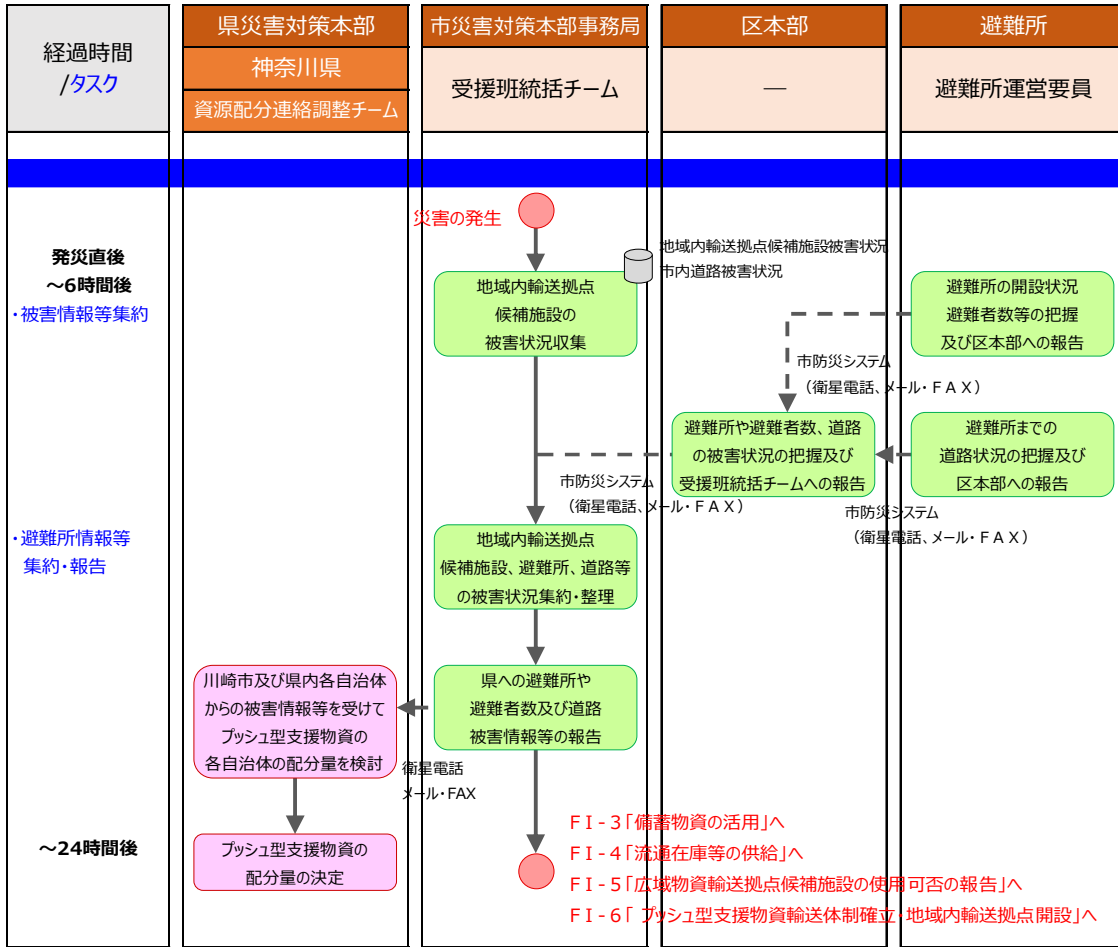 経過時間
/タスク
県災害対策本部
神奈川県
資源配分連絡調整チーム
市災害対策本部事務局
受援班統括チーム
区本部
―
避難所
避難所運営要員
災害の発生
発災直後
～6時間後
・被害情報等集約
地域内輸送拠点候補施設被害状況
市内道路被害状況
地域内輸送拠点
候補施設の
被害状況収集
避難所の開設状況
避難者数等の把握
及び区本部への報告
市防災システム
（衛星電話、メール・ＦＡＸ）
避難所や避難者数、道路
の被害状況の把握及び
受援班統括チームへの報告
避難所までの
道路状況の把握及び
区本部への報告
市防災システム
（衛星電話、メール・ＦＡＸ）
市防災システム
（衛星電話、メール・ＦＡＸ）
・避難所情報等
集約・報告
地域内輸送拠点
候補施設、避難所、道路等
の被害状況集約・整理
川崎市及び県内各自治体
からの被害情報等を受けて
プッシュ型支援物資の
各自治体の配分量を検討
県への避難所や
避難者数及び道路
被害情報等の報告
衛星電話
メール・FAX
～24時間後
プッシュ型支援物資の
配分量の決定
ＦＩ-３「備蓄物資の活用」へ
ＦＩ-４「流通在庫等の供給」へ
ＦＩ-５「広域物資輸送拠点候補施設の使用可否の報告」へ
ＦＩ-６「 プッシュ型支援物資輸送体制確立・地域内輸送拠点開設」へ